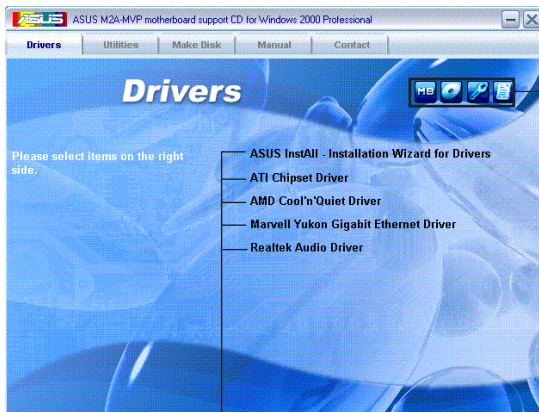 ASUS ASUS M2A-MVP motherboard support CD for Windows 2000 Professional
Drivers Utilities Make Disk Manual Contact
Drivers
MB
Please select items on the right
side.
ASUS InstAll - Installation Wizard for Drivers
ATI Chipset Driver
AMD Cool'n'Quiet Driver
Marvell Yukon Gigabit Ethernet Driver
Realtek Audio Driver